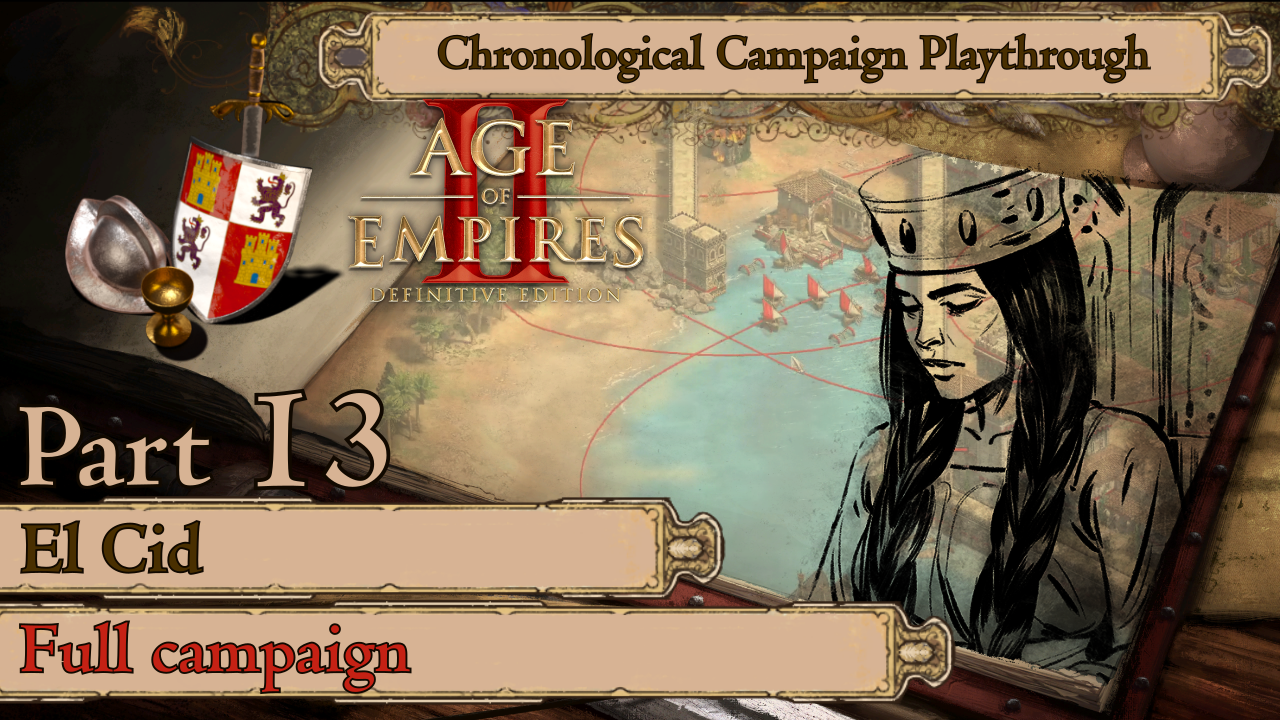 Chronological Campaign Playthrough
AGE
II
OF
EMPIRES
DEFINITIVE EDITION
Part 13
El Cid
Full campaign